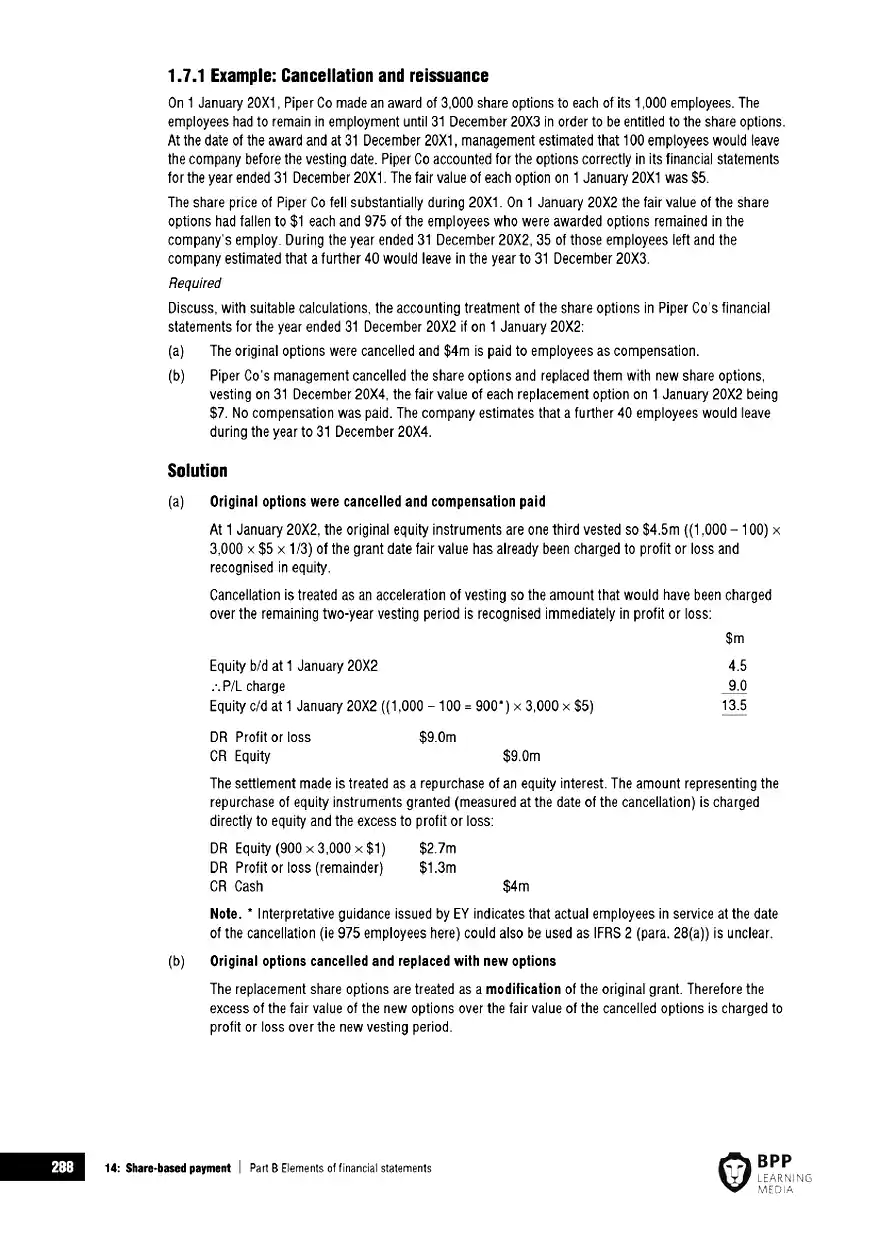 1.7.1 Example: Cancellation and reissuance
On 1 January 20X1, Piper Co made an award of 3,000 share options to each of its 1,000 employees. The
employees had to remain in employment until 31 December 20X3 in order to be entitled to the share options.
At the date of the award and at 31 December 20X1, management estimated that 100 employees would leave
the company before the vesting date. Piper Co accounted for the options correctly in its financial statements
for the year ended 31 December 20X1. The fair value of each option on 1 January 20X1 was $5.
The share price of Piper Co fell substantially during 20X1. On 1 January 20X2 the fair value of the share
options had fallen to $1 each and 975 of the employees who were awarded options remained in the
company's employ. During the year ended 31 December 20X2, 35 of those employees left and the
company estimated that a further 40 would leave in the year to 31 December 20X3.
Required
Discuss, with suitable calculations, the accounting treatment of the share options in Piper Co's financial
statements for the year ended 31 December 20X2 if on 1 January 20X2:
(a) The original options were cancelled and $4m is paid to employees as compensation.
(b) Piper Co's management cancelled the share options and replaced them with new share options,
vesting on 31 December 20X4, the fair value of each replacement option on 1 January 20X2 being
$7. No compensation was paid. The company estimates that a further 40 employees would leave
during the year to 31 December 20X4.
Solution
(a) Original options were cancelled and compensation paid
At 1 January 20X2, the original equity instruments are one third vested so $4.5m ((1,000 – 100) ×
3,000 × $5 × 1/3) of the grant date fair value has already been charged to profit or loss and
recognised in equity.
Cancellation is treated as an acceleration of vesting so the amount that would have been charged
over the remaining two-year vesting period is recognised immediately in profit or loss:
$m
Equity b/d at 1 January 20X2 4.5
∴P/L charge 9.0
Equity c/d at 1 January 20X2 ((1,000 – 100 = 900*) × 3,000 × $5) 13.5
DR Profit or loss $9.0m
CR Equity $9.0m
The settlement made is treated as a repurchase of an equity interest. The amount representing the
repurchase of equity instruments granted (measured at the date of the cancellation) is charged
directly to equity and the excess to profit or loss:
DR Equity (900 × 3,000 × $1) $2.7m
DR Profit or loss (remainder) $1.3m
CR Cash $4m
Note. * Interpretative guidance issued by EY indicates that actual employees in service at the date
of the cancellation (ie 975 employees here) could also be used as IFRS 2 (para. 28(a)) is unclear.
(b) Original options cancelled and replaced with new options
The replacement share options are treated as a modification of the original grant. Therefore the
excess of the fair value of the new options over the fair value of the cancelled options is charged to
profit or loss over the new vesting period.
288 14: Share-based payment | Part B Elements of financial statements
BPP
LEARNING
MEDIA